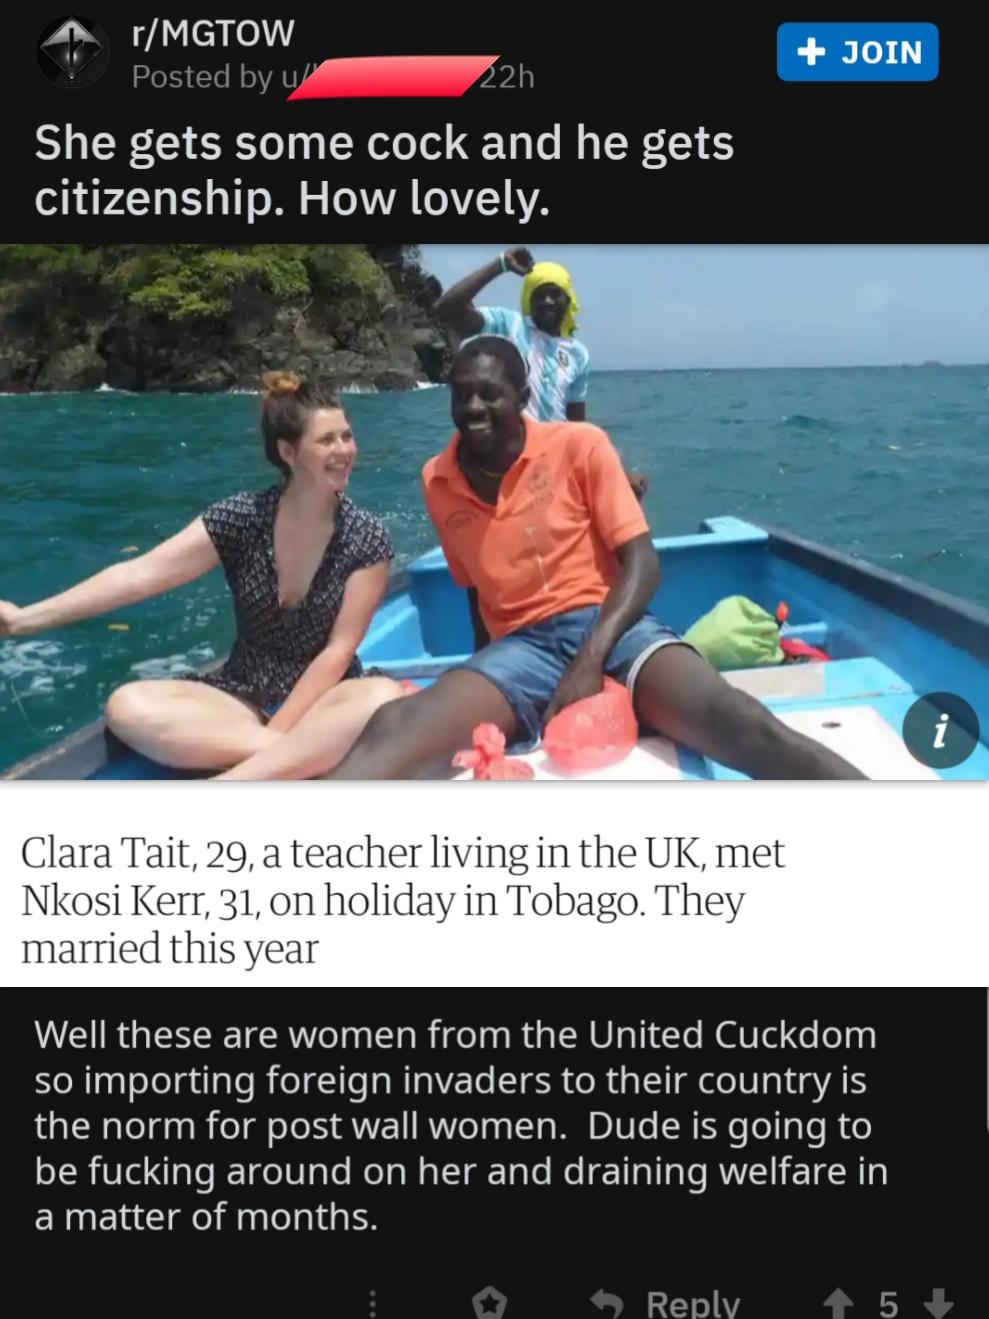 r/MGTOW
Posted by u/ 22h
+ JOIN
She gets some cock and he gets
citizenship. How lovely.
i
Clara Tait, 29, a teacher living in the UK, met
Nkosi Kerr, 31, on holiday in Tobago. They
married this year
Well these are women from the United Cuckdom
so importing foreign invaders to their country is
the norm for post wall women.  Dude is going to
be fucking around on her and draining welfare in
a matter of months.
Reply 5